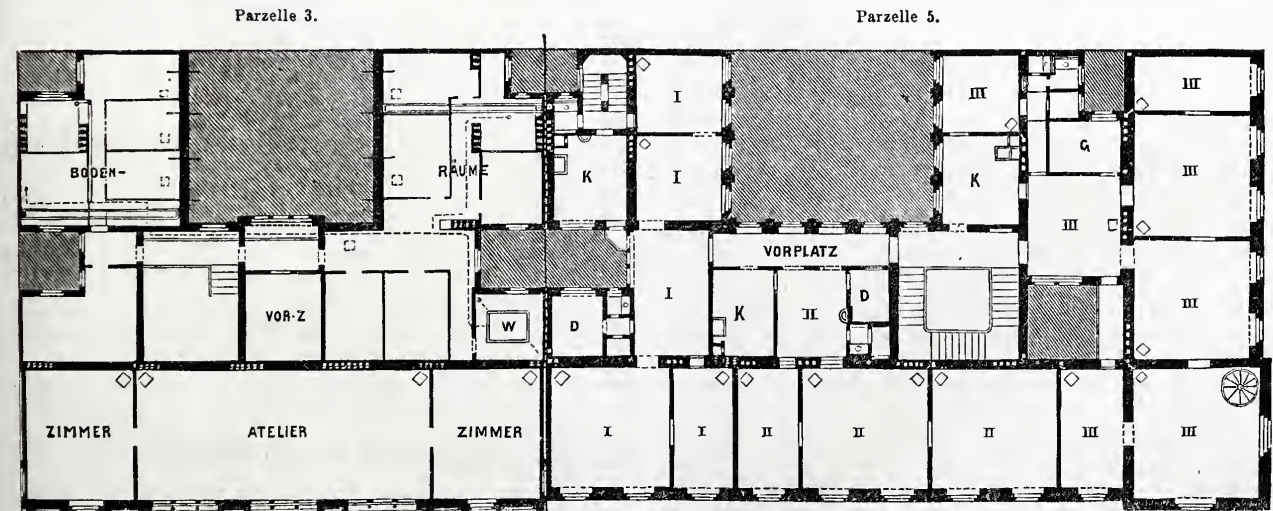 Parzelle 3. Parzelle 5.
I III III
BODEN- RÄUME K I K G III
III
VORPLATZ
I K II D III
VOR-Z W D
ZIMMER ATELIER ZIMMER I I II II II III III